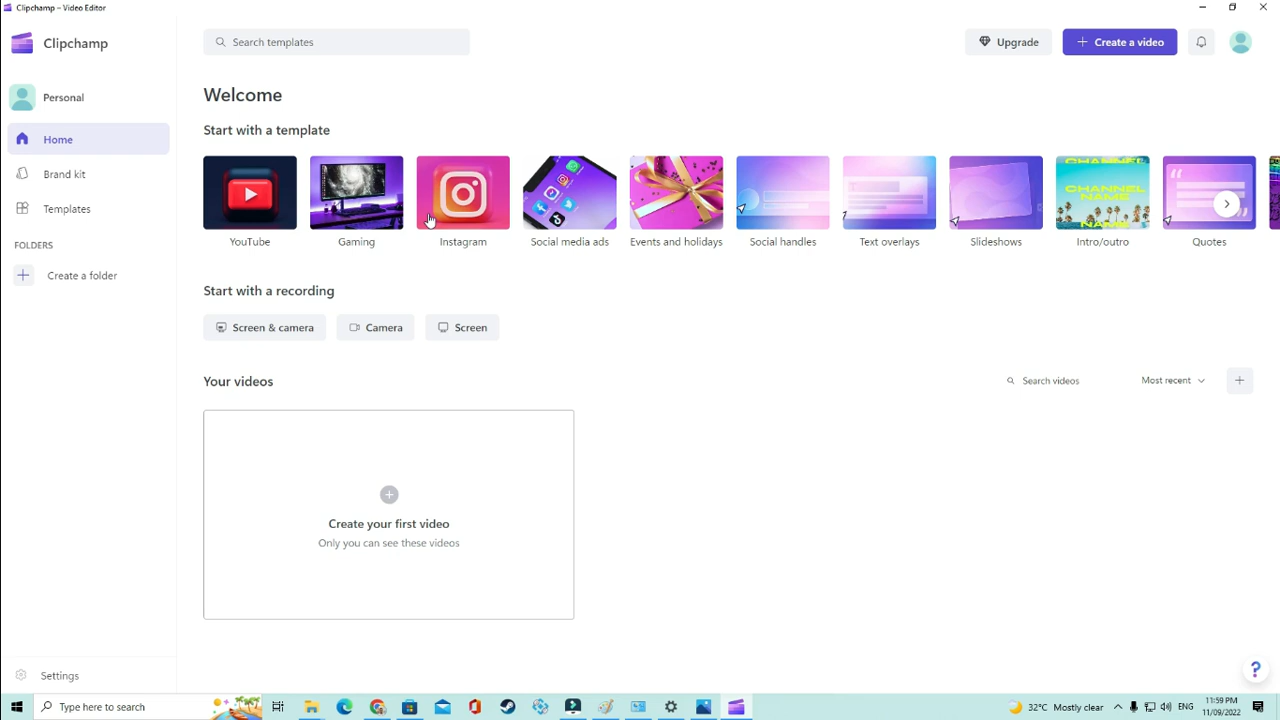 Clipchamp – Video Editor
Clipchamp
Search templates
Upgrade
Create a video
Personal
Home
Brand kit
Templates
FOLDERS
Create a folder
Welcome
Start with a template
CHANNEL
CHANNEL
NAME
NAME
YouTube
Gaming
Instagram
Social media ads
Events and holidays
Social handles
Text overlays
Slideshows
Intro/outro
Quotes
Start with a recording
Screen & camera
Camera
Screen
Your videos
Search videos
Most recent
Create your first video
Only you can see these videos
Settings
?
Type here to search
32°C Mostly clear
ENG
11:59 PM
11/09/2022